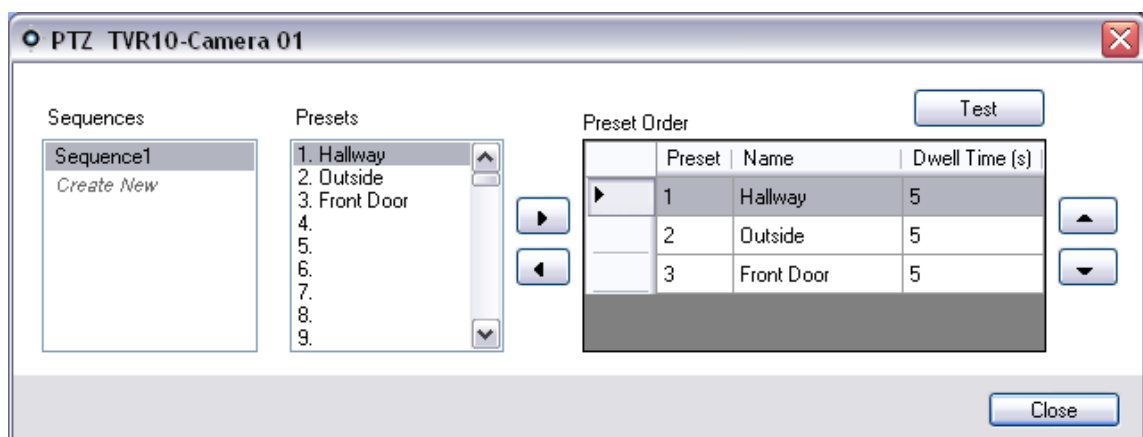 PTZ TVR10-Camera 01
Sequences
Sequence1
Create New
Presets
1. Hallway
2. Outside
3. Front Door
4.
5.
6.
7.
8.
9.
Preset Order
Test
Preset Name Dwell Time (s)
1 Hallway 5
2 Outside 5
3 Front Door 5
Close